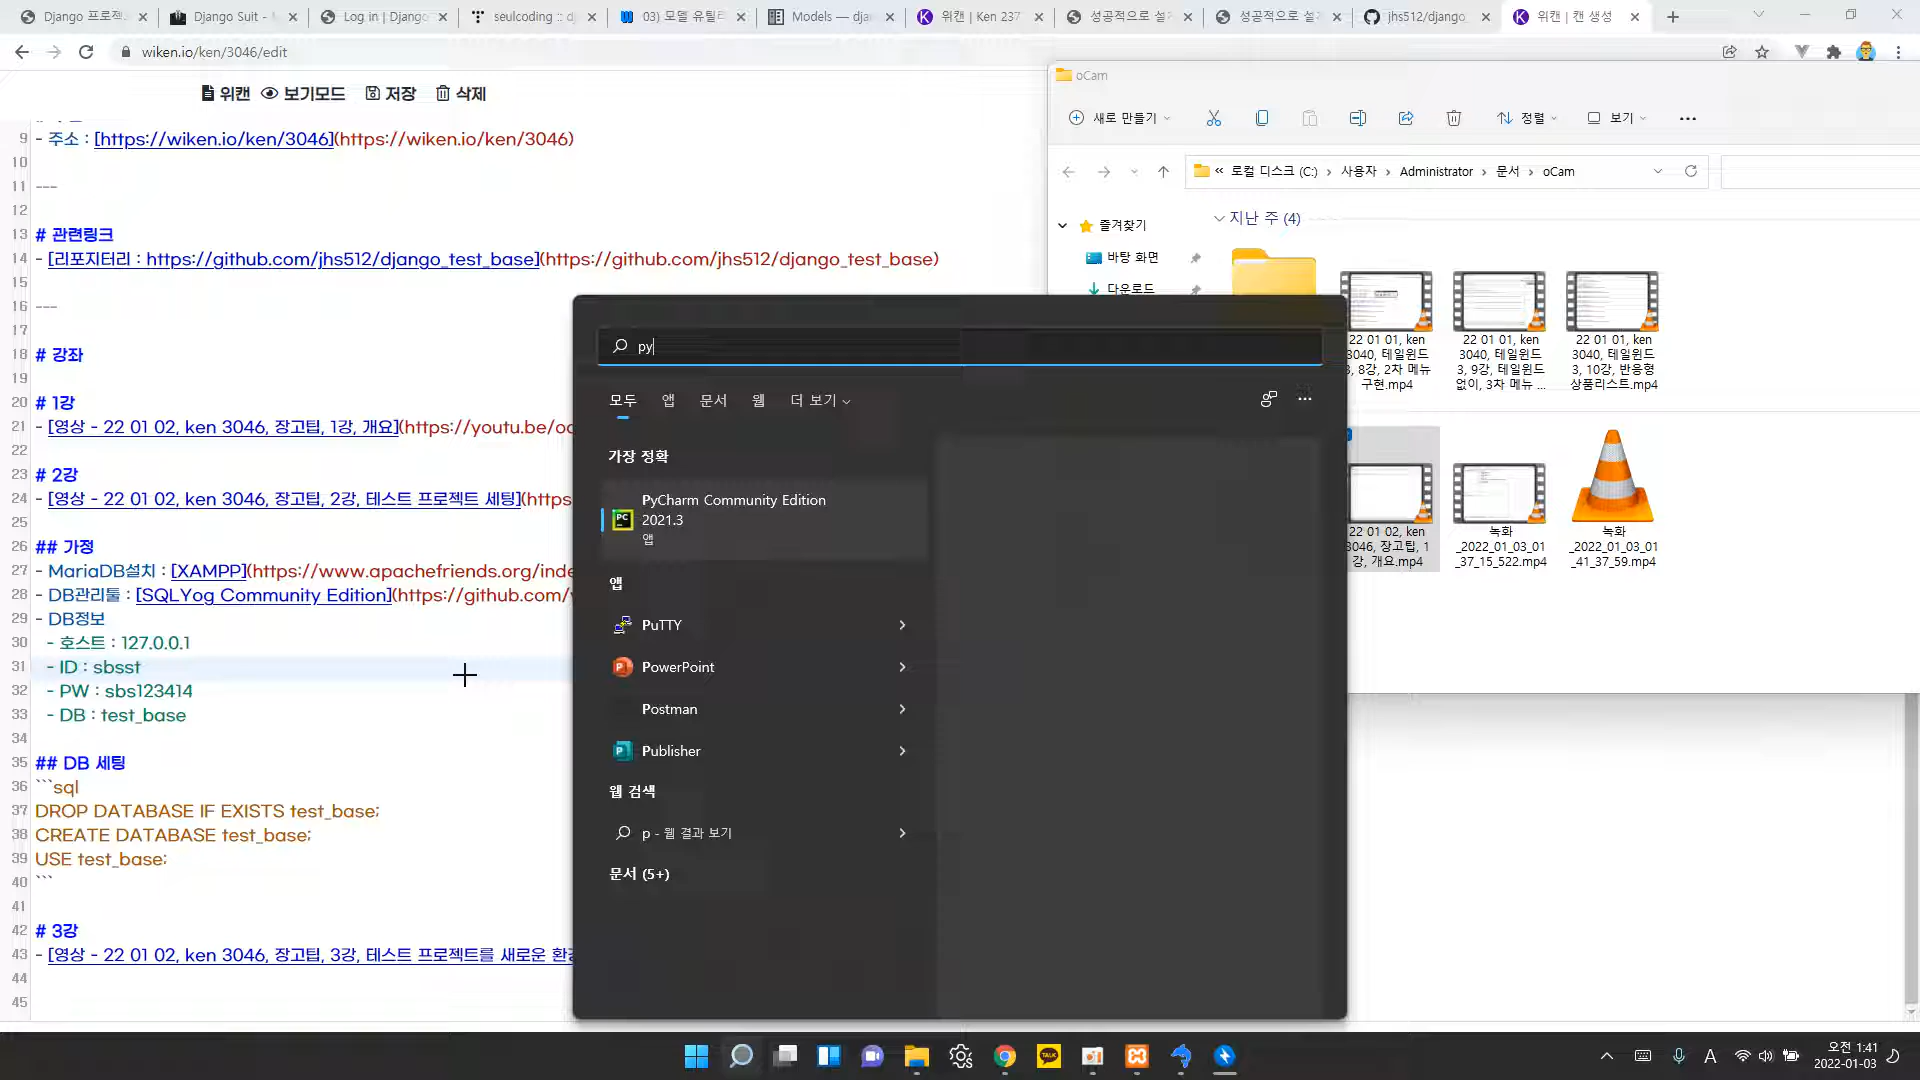 Django 프로젝
Django Suit -
Log in | Djang
seulcoding :: d
03) 모델 유틸리
Models — dja
위캔 | Ken 237
성공적으로 설
성공적으로 설
jhs512/django
위캔 | 캔 생성
wiken.io/ken/3046/edit
위캔 보기모드 저장 삭제
9 - 주소 : [https://wiken.io/ken/3046](https://wiken.io/ken/3046)
10
11 ---
12
13 # 관련링크
14 - [리포지터리 : https://github.com/jhs512/django_test_base](https://github.com/jhs512/django_test_base)
15
16 ---
17
18 # 강좌
19
20 # 1강
21 - [영상 - 22 01 02, ken 3046, 장고팁, 1강, 개요](https://youtu.be/
22
23 # 2강
24 - [영상 - 22 01 02, ken 3046, 장고팁, 2강, 테스트 프로젝트 세팅](https
25
26 ## 가정
27 - MariaDB설치 : [XAMPP](https://www.apachefriends.org/inde
28 - DB관리툴 : [SQLYog Community Edition](https://github.com/
29 - DB정보
30 - 호스트 : 127.0.0.1
31 - ID : sbsst
32 - PW : sbs123414
33 - DB : test_base
34
35 ## DB 세팅
36 ```sql
37 DROP DATABASE IF EXISTS test_base;
38 CREATE DATABASE test_base;
39 USE test_base;
40 ```
41
42 # 3강
43 - [영상 - 22 01 02, ken 3046, 장고팁, 3강, 테스트 프로젝트를 새로운 환
44
45
oCam
새로 만들기
정렬
보기
« 로컬 디스크 (C:) › 사용자 › Administrator › 문서 › oCam
즐겨찾기
바탕 화면
다운로드
지난 주 (4)
22 01 01, ken
3040, 테일윈드
3, 8강, 2차 메뉴
구현.mp4
22 01 01, ken
3040, 테일윈드
3, 9강, 테일윈드
없이, 3차 메뉴 ...
22 01 01, ken
3040, 테일윈드
3, 10강, 반응형
상품리스트.mp4
22 01 02, ken
3046, 장고팁, 1
강, 개요.mp4
녹화
_2022_01_03_01
_37_15_522.mp4
녹화
_2022_01_03_01
_41_37_59.mp4
py
모두 앱 문서 웹 더 보기
가장 정확
PyCharm Community Edition
2021.3
앱
앱
PuTTY
PowerPoint
Postman
Publisher
웹 검색
p - 웹 결과 보기
문서 (5+)
TALK
A
오전 1:41
2022-01-03